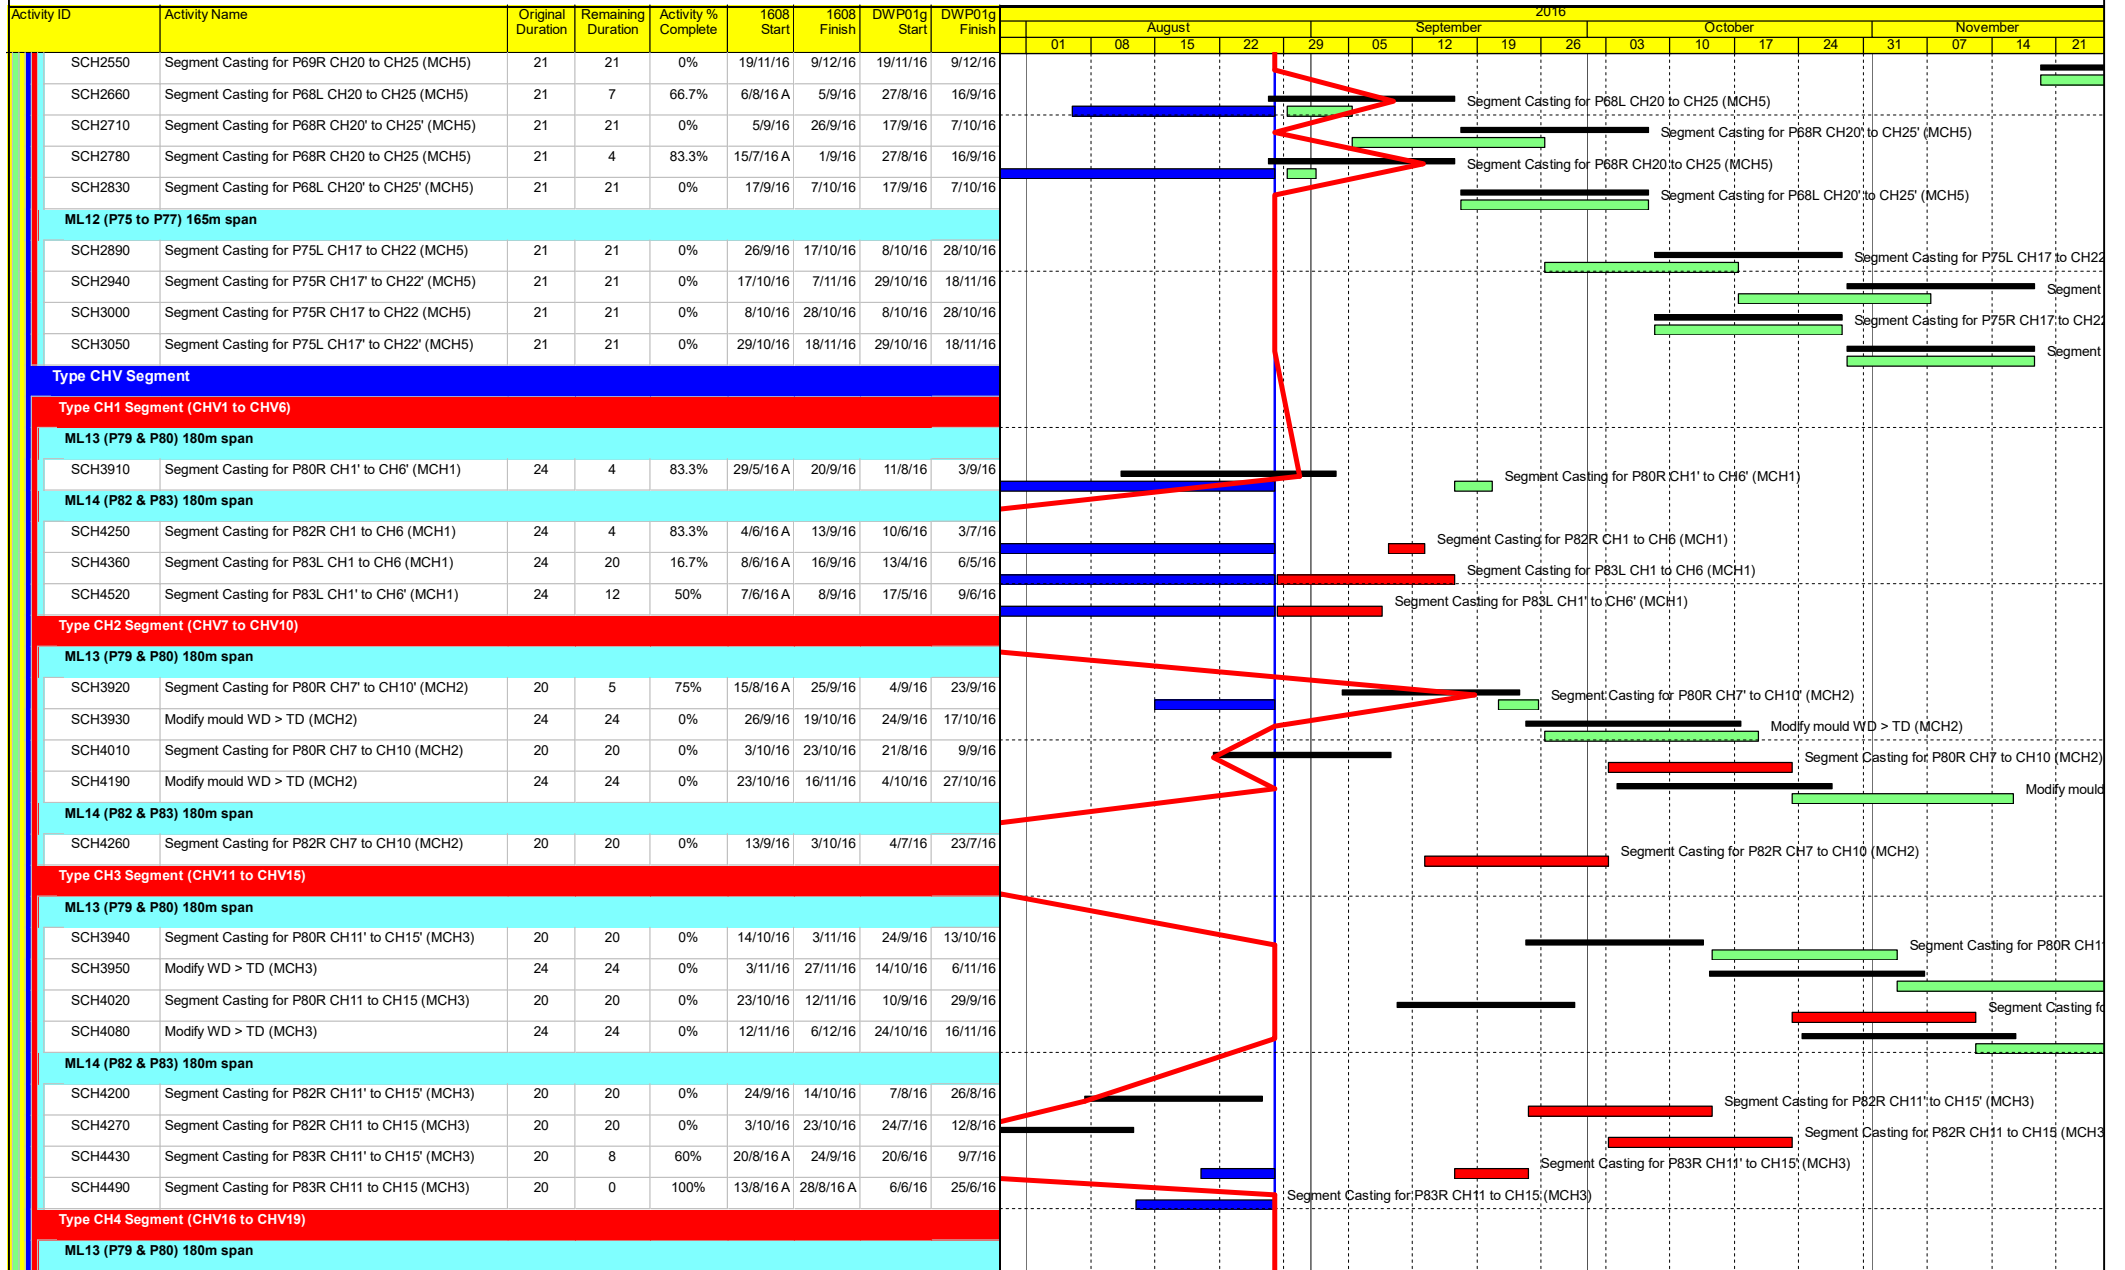 Activity ID Activity Name Original Duration Remaining Duration Activity % Complete 1608 Start 1608 Finish DWP01g Start DWP01g Finish
2016
August September October November
01 08 15 22 29 05 12 19 26 03 10 17 24 31 07 14 21
SCH2550 Segment Casting for P69R CH20 to CH25 (MCH5) 21 21 0% 19/11/16 9/12/16 19/11/16 9/12/16
SCH2660 Segment Casting for P68L CH20 to CH25 (MCH5) 21 7 66.7% 6/8/16 A 5/9/16 27/8/16 16/9/16 Segment Casting for P68L CH20 to CH25 (MCH5)
SCH2710 Segment Casting for P68R CH20' to CH25' (MCH5) 21 21 0% 5/9/16 26/9/16 17/9/16 7/10/16 Segment Casting for P68R CH20' to CH25' (MCH5)
SCH2780 Segment Casting for P68R CH20 to CH25 (MCH5) 21 4 83.3% 15/7/16 A 1/9/16 27/8/16 16/9/16 Segment Casting for P68R CH20 to CH25 (MCH5)
SCH2830 Segment Casting for P68L CH20' to CH25' (MCH5) 21 21 0% 17/9/16 7/10/16 17/9/16 7/10/16 Segment Casting for P68L CH20' to CH25' (MCH5)
ML12 (P75 to P77) 165m span
SCH2890 Segment Casting for P75L CH17 to CH22 (MCH5) 21 21 0% 26/9/16 17/10/16 8/10/16 28/10/16 Segment Casting for P75L CH17 to CH22
SCH2940 Segment Casting for P75R CH17' to CH22' (MCH5) 21 21 0% 17/10/16 7/11/16 29/10/16 18/11/16 Segment
SCH3000 Segment Casting for P75R CH17 to CH22 (MCH5) 21 21 0% 8/10/16 28/10/16 8/10/16 28/10/16 Segment Casting for P75R CH17 to CH22
SCH3050 Segment Casting for P75L CH17' to CH22' (MCH5) 21 21 0% 29/10/16 18/11/16 29/10/16 18/11/16 Segment
Type CHV Segment
Type CH1 Segment (CHV1 to CHV6)
ML13 (P79 & P80) 180m span
SCH3910 Segment Casting for P80R CH1' to CH6' (MCH1) 24 4 83.3% 29/5/16 A 20/9/16 11/8/16 3/9/16 Segment Casting for P80R CH1' to CH6' (MCH1)
ML14 (P82 & P83) 180m span
SCH4250 Segment Casting for P82R CH1 to CH6 (MCH1) 24 4 83.3% 4/6/16 A 13/9/16 10/6/16 3/7/16 Segment Casting for P82R CH1 to CH6 (MCH1)
SCH4360 Segment Casting for P83L CH1 to CH6 (MCH1) 24 20 16.7% 8/6/16 A 16/9/16 13/4/16 6/5/16 Segment Casting for P83L CH1 to CH6 (MCH1)
SCH4520 Segment Casting for P83L CH1' to CH6' (MCH1) 24 12 50% 7/6/16 A 8/9/16 17/5/16 9/6/16 Segment Casting for P83L CH1' to CH6' (MCH1)
Type CH2 Segment (CHV7 to CHV10)
ML13 (P79 & P80) 180m span
SCH3920 Segment Casting for P80R CH7' to CH10' (MCH2) 20 5 75% 15/8/16 A 25/9/16 4/9/16 23/9/16 Segment Casting for P80R CH7' to CH10' (MCH2)
SCH3930 Modify mould WD > TD (MCH2) 24 24 0% 26/9/16 19/10/16 24/9/16 17/10/16 Modify mould WD > TD (MCH2)
SCH4010 Segment Casting for P80R CH7 to CH10 (MCH2) 20 20 0% 3/10/16 23/10/16 21/8/16 9/9/16 Segment Casting for P80R CH7 to CH10 (MCH2)
SCH4190 Modify mould WD > TD (MCH2) 24 24 0% 23/10/16 16/11/16 4/10/16 27/10/16 Modify mould
ML14 (P82 & P83) 180m span
SCH4260 Segment Casting for P82R CH7 to CH10 (MCH2) 20 20 0% 13/9/16 3/10/16 4/7/16 23/7/16 Segment Casting for P82R CH7 to CH10 (MCH2)
Type CH3 Segment (CHV11 to CHV15)
ML13 (P79 & P80) 180m span
SCH3940 Segment Casting for P80R CH11' to CH15' (MCH3) 20 20 0% 14/10/16 3/11/16 24/9/16 13/10/16 Segment Casting for P80R CH1
SCH3950 Modify WD > TD (MCH3) 24 24 0% 3/11/16 27/11/16 14/10/16 6/11/16
SCH4020 Segment Casting for P80R CH11 to CH15 (MCH3) 20 20 0% 23/10/16 12/11/16 10/9/16 29/9/16 Segment Casting fo
SCH4080 Modify WD > TD (MCH3) 24 24 0% 12/11/16 6/12/16 24/10/16 16/11/16
ML14 (P82 & P83) 180m span
SCH4200 Segment Casting for P82R CH11' to CH15' (MCH3) 20 20 0% 24/9/16 14/10/16 7/8/16 26/8/16 Segment Casting for P82R CH11' to CH15' (MCH3)
SCH4270 Segment Casting for P82R CH11 to CH15 (MCH3) 20 20 0% 3/10/16 23/10/16 24/7/16 12/8/16 Segment Casting for P82R CH11 to CH15 (MCH3
SCH4430 Segment Casting for P83R CH11' to CH15' (MCH3) 20 8 60% 20/8/16 A 24/9/16 20/6/16 9/7/16 Segment Casting for P83R CH11' to CH15' (MCH3)
SCH4490 Segment Casting for P83R CH11 to CH15 (MCH3) 20 0 100% 13/8/16 A 28/8/16 A 6/6/16 25/6/16 Segment Casting for P83R CH11 to CH15 (MCH3)
Type CH4 Segment (CHV16 to CHV19)
ML13 (P79 & P80) 180m span